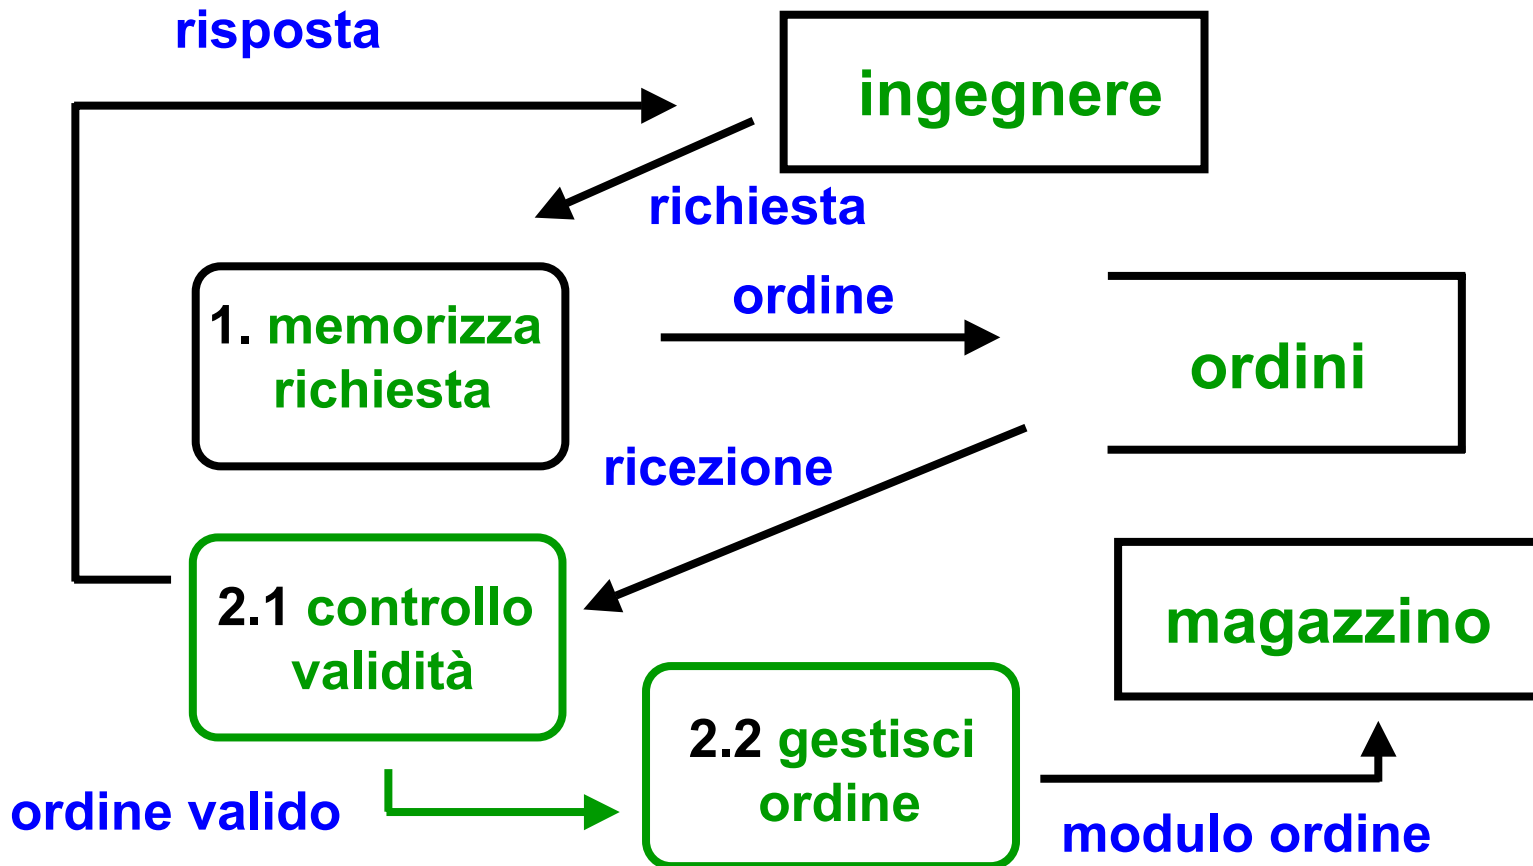 risposta
ingegnere
richiesta
1. memorizza
richiesta
ordine
ordini
ricezione
2.1 controllo
validità
magazzino
2.2 gestisci
ordine
ordine valido
modulo ordine